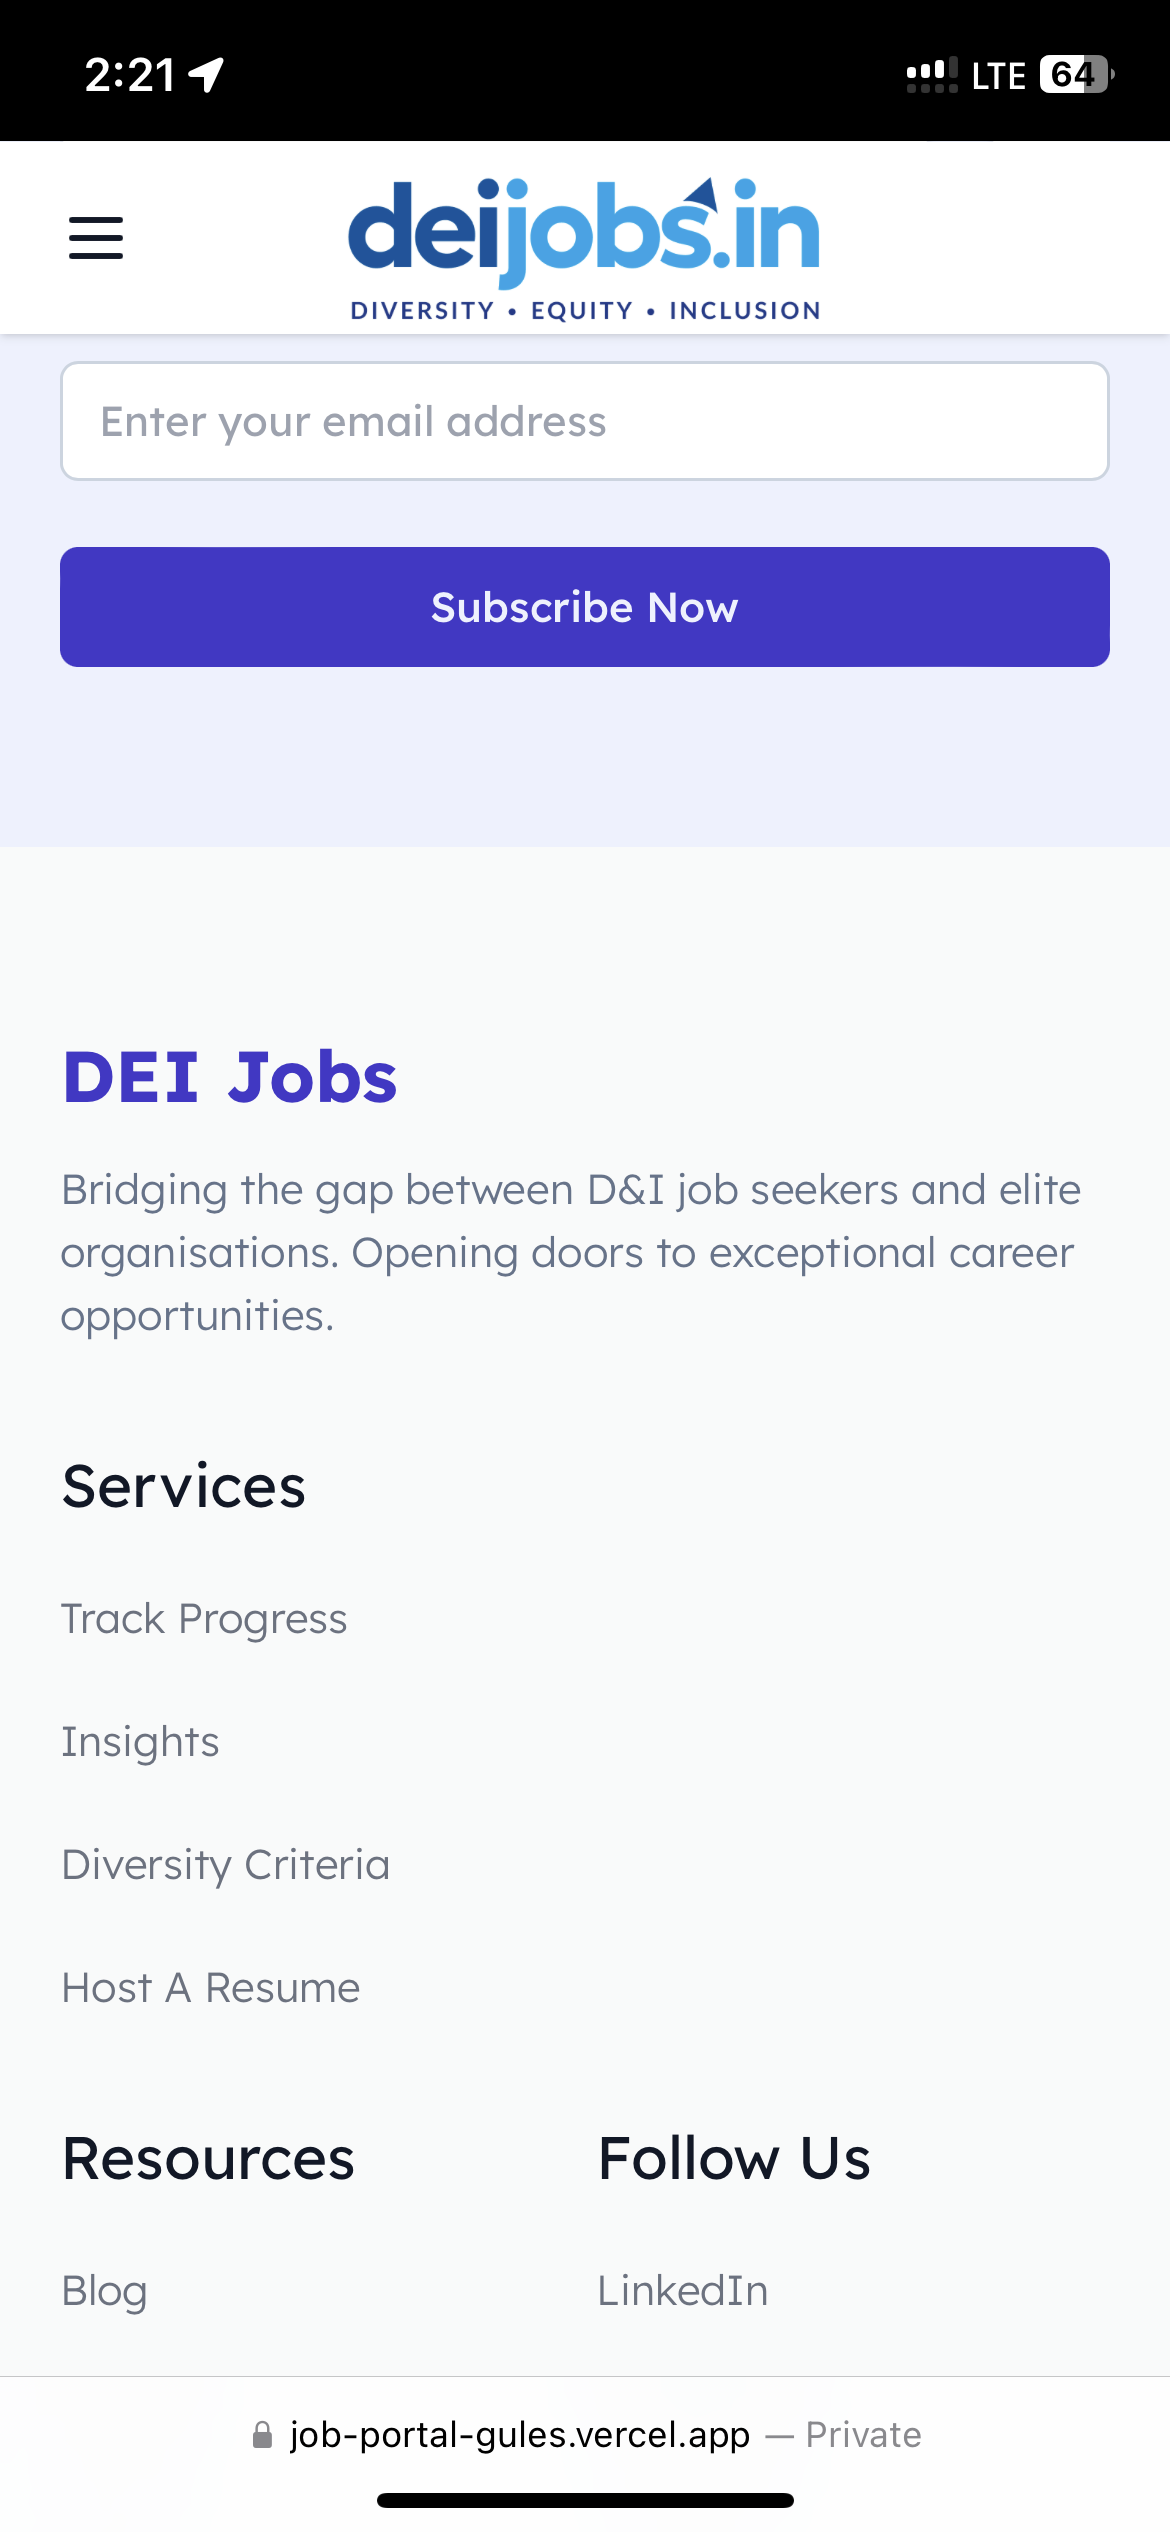 2:21
LTE 64
deijobs.in
DIVERSITY • EQUITY • INCLUSION
Enter your email address
Subscribe Now
DEI Jobs
Bridging the gap between D&I job seekers and elite
organisations. Opening doors to exceptional career
opportunities.
Services
Track Progress
Insights
Diversity Criteria
Host A Resume
Resources
Blog
Follow Us
LinkedIn
job-portal-gules.vercel.app — Private